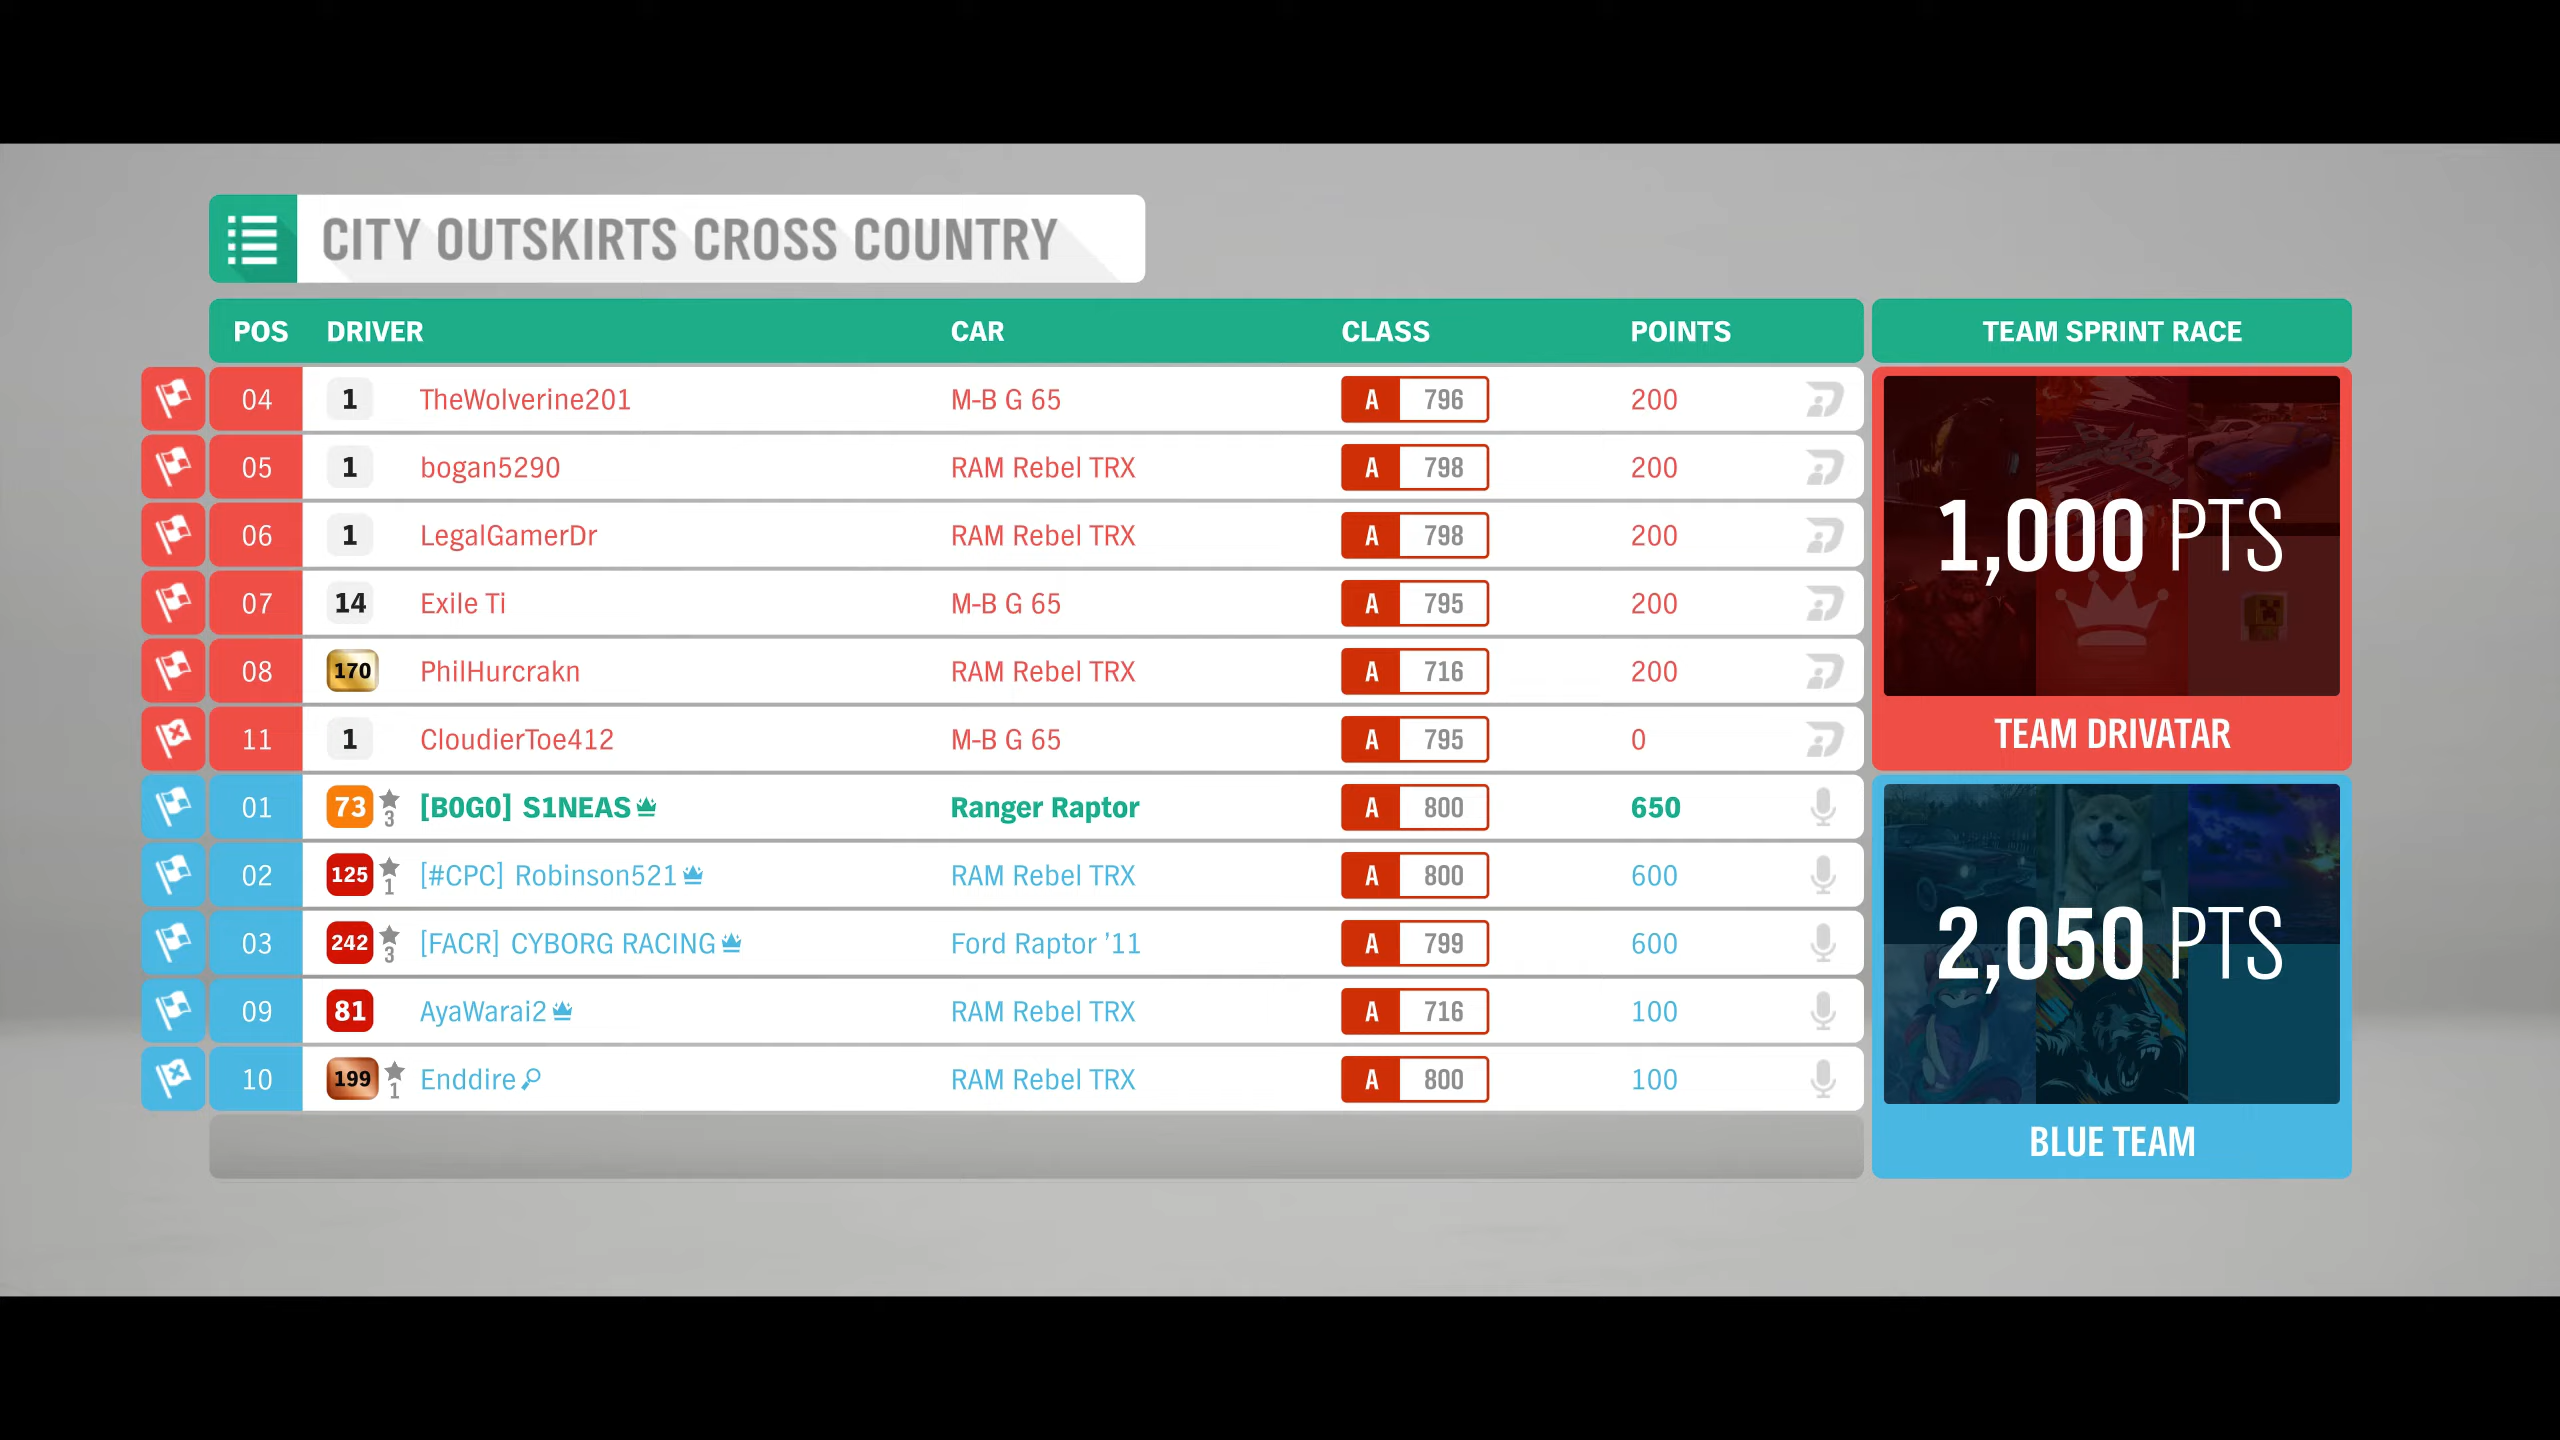 CITY OUTSKIRTS CROSS COUNTRY
POS DRIVER CAR CLASS POINTS
04 1 TheWolverine201 M-B G 65 A 796 200
05 1 bogan5290 RAM Rebel TRX A 798 200
06 1 LegalGamerDr RAM Rebel TRX A 798 200
07 14 Exile Ti M-B G 65 A 795 200
08 170 PhilHurcrakn RAM Rebel TRX A 716 200
11 1 CloudierToe412 M-B G 65 A 795 0
01 73 3 [B0G0] S1NEAS Ranger Raptor A 800 650
02 125 1 [#CPC] Robinson521 RAM Rebel TRX A 800 600
03 242 3 [FACR] CYBORG RACING Ford Raptor '11 A 799 600
09 81 AyaWarai2 RAM Rebel TRX A 716 100
10 199 1 Enddire RAM Rebel TRX A 800 100
TEAM SPRINT RACE
1,000 PTS
TEAM DRIVATAR
2,050 PTS
BLUE TEAM